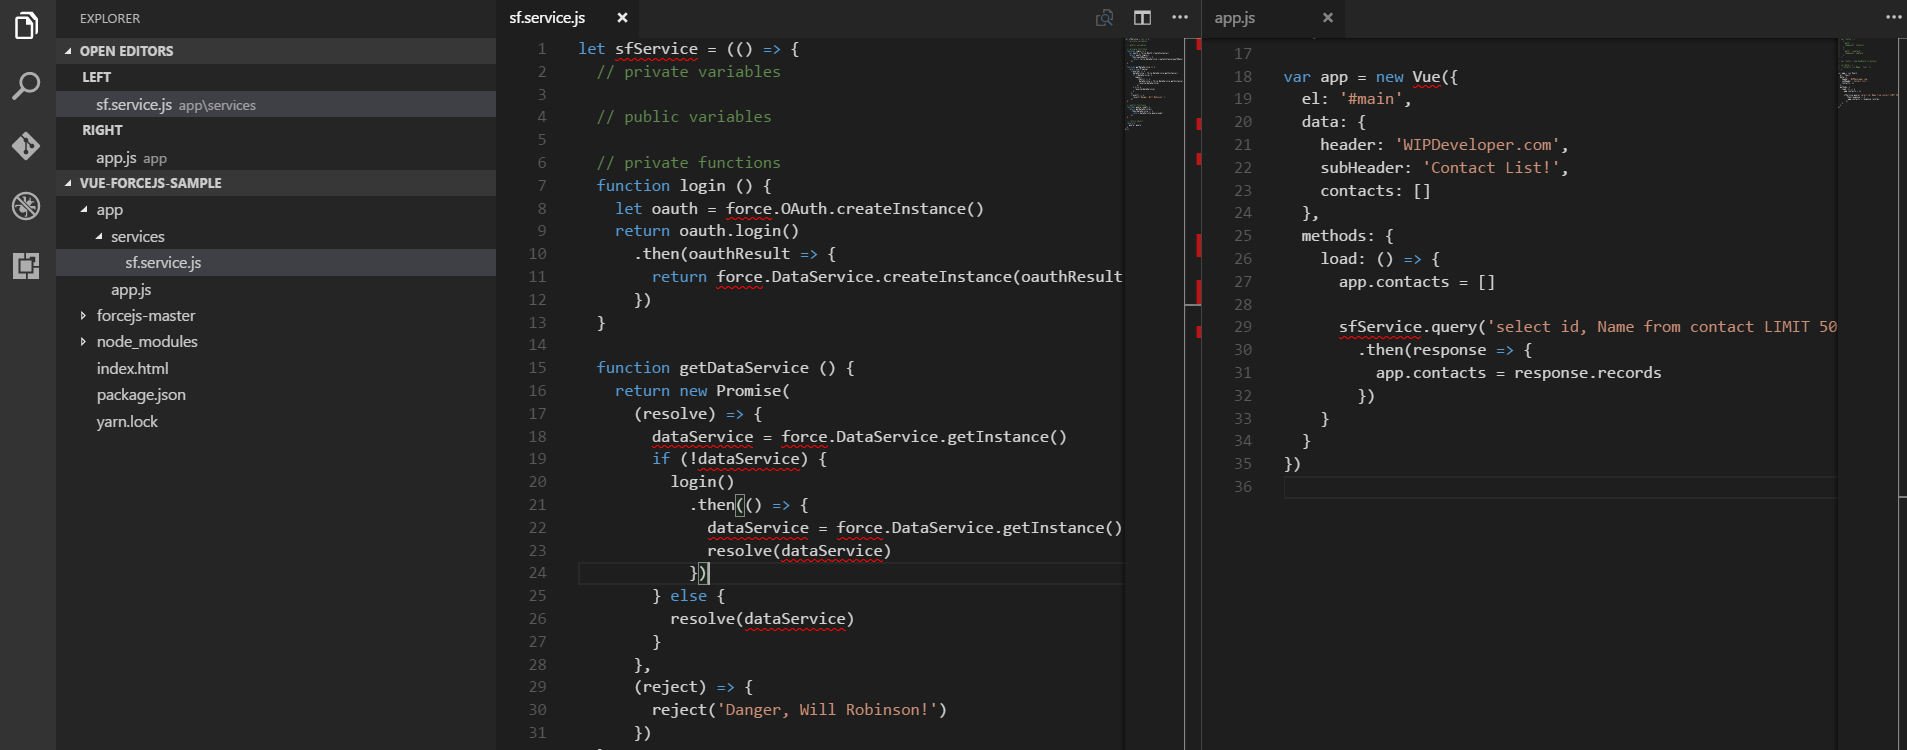 EXPLORER
OPEN EDITORS
LEFT
sf.service.js app\services
RIGHT
app.js app
VUE-FORCEJS-SAMPLE
app
services
sf.service.js
app.js
forcejs-master
node_modules
index.html
package.json
yarn.lock
sf.service.js
1 let sfService = (() => {
2 // private variables
3
4 // public variables
5
6 // private functions
7 function login () {
8 let oauth = force.OAuth.createInstance()
9 return oauth.login()
10 .then(oauthResult => {
11 return force.DataService.createInstance(oauthResult
12 })
13 }
14
15 function getDataService () {
16 return new Promise(
17 (resolve) => {
18 dataService = force.DataService.getInstance()
19 if (!dataService) {
20 login()
21 .then(() => {
22 dataService = force.DataService.getInstance()
23 resolve(dataService)
24 })
25 } else {
26 resolve(dataService)
27 }
28 },
29 (reject) => {
30 reject('Danger, Will Robinson!')
31 })
app.js
17
18 var app = new Vue({
19 el: '#main',
20 data: {
21 header: 'WIPDeveloper.com',
22 subHeader: 'Contact List!',
23 contacts: []
24 },
25 methods: {
26 load: () => {
27 app.contacts = []
28
29 sfService.query('select id, Name from contact LIMIT 50
30 .then(response => {
31 app.contacts = response.records
32 })
33 }
34 }
35 })
36